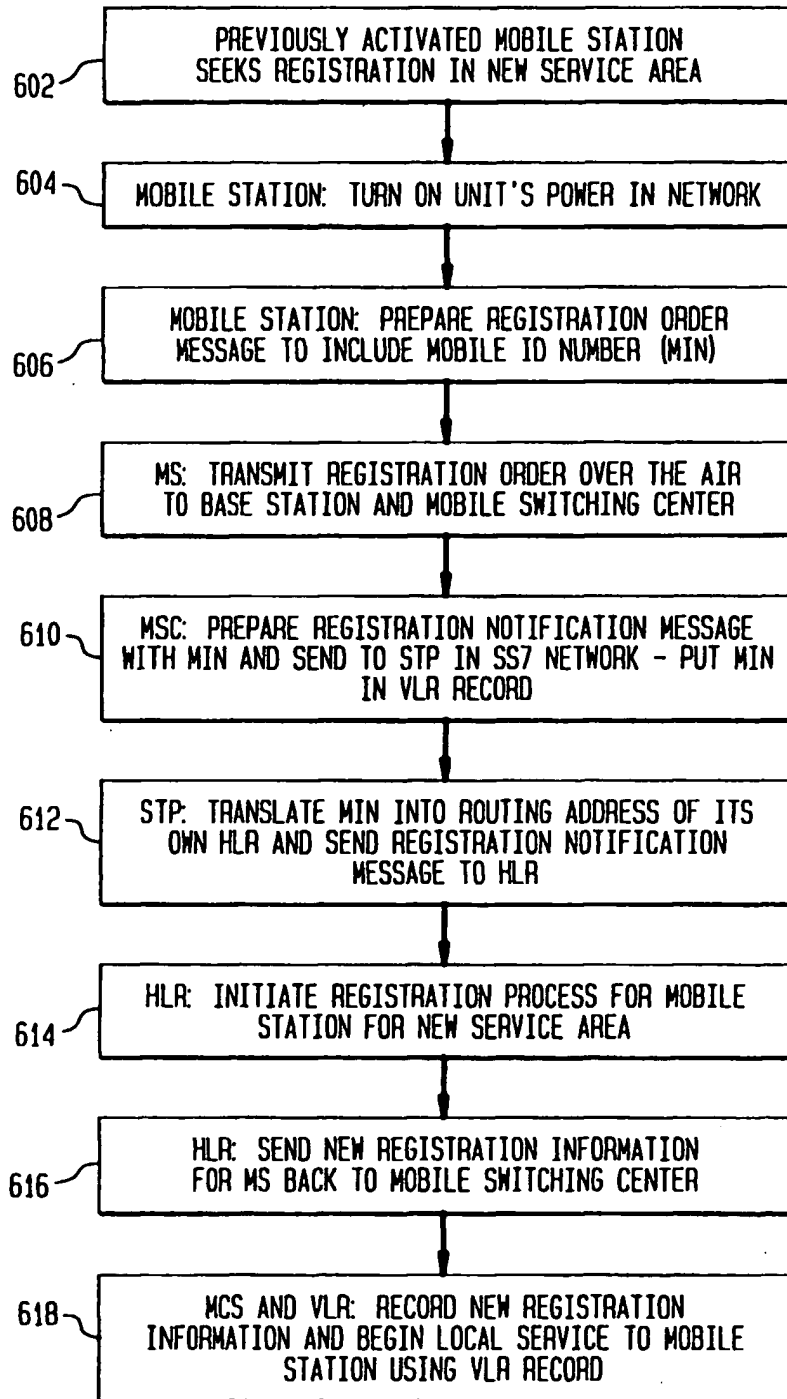 602
PREVIOUSLY ACTIVATED MOBILE STATION
SEEKS REGISTRATION IN NEW SERVICE AREA
604
MOBILE STATION: TURN ON UNIT'S POWER IN NETWORK
606
MOBILE STATION: PREPARE REGISTRATION ORDER
MESSAGE TO INCLUDE MOBILE ID NUMBER (MIN)
608
MS: TRANSMIT REGISTRATION ORDER OVER THE AIR
TO BASE STATION AND MOBILE SWITCHING CENTER
610
MSC: PREPARE REGISTRATION NOTIFICATION MESSAGE
WITH MIN AND SEND TO STP IN SS7 NETWORK - PUT MIN
IN VLR RECORD
612
STP: TRANSLATE MIN INTO ROUTING ADDRESS OF ITS
OWN HLR AND SEND REGISTRATION NOTIFICATION
MESSAGE TO HLR
614
HLR: INITIATE REGISTRATION PROCESS FOR MOBILE
STATION FOR NEW SERVICE AREA
616
HLR: SEND NEW REGISTRATION INFORMATION
FOR MS BACK TO MOBILE SWITCHING CENTER
618
MCS AND VLR: RECORD NEW REGISTRATION
INFORMATION AND BEGIN LOCAL SERVICE TO MOBILE
STATION USING VLR RECORD